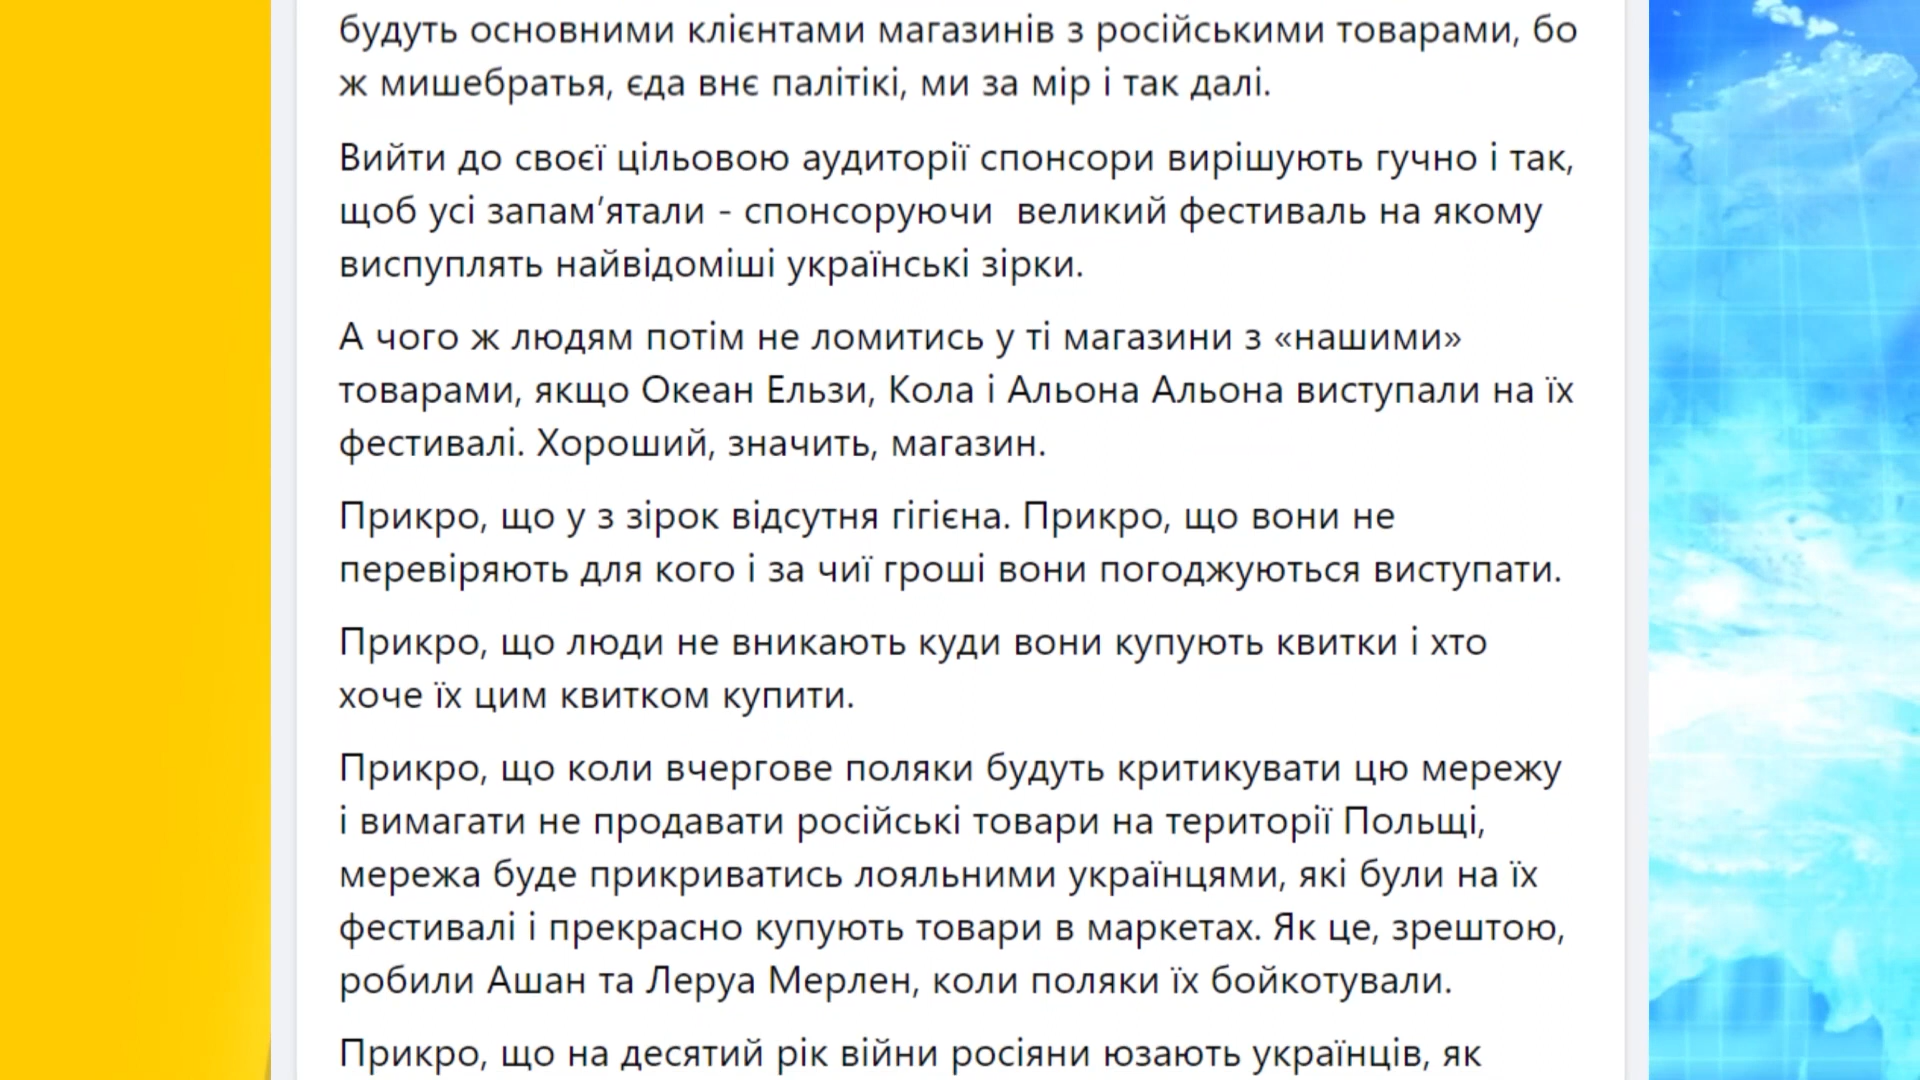 будуть основними клієнтами магазинів з російськими товарами, бо
ж мишебратья, єда внє палітікі, ми за мір і так далі.
Вийти до своєї цільовою аудиторії спонсори вирішують гучно і так,
щоб усі запам’ятали - спонсоруючи  великий фестиваль на якому
виспуплять найвідоміші українські зірки.
А чого ж людям потім не ломитись у ті магазини з «нашими»
товарами, якщо Океан Ельзи, Кола і Альона Альона виступали на їх
фестивалі. Хороший, значить, магазин.
Прикро, що у з зірок відсутня гігієна. Прикро, що вони не
перевіряють для кого і за чиї гроші вони погоджуються виступати.
Прикро, що люди не вникають куди вони купують квитки і хто
хоче їх цим квитком купити.
Прикро, що коли вчергове поляки будуть критикувати цю мережу
і вимагати не продавати російські товари на території Польщі,
мережа буде прикриватись лояльними українцями, які були на їх
фестивалі і прекрасно купують товари в маркетах. Як це, зрештою,
робили Ашан та Леруа Мерлен, коли поляки їх бойкотували.
Прикро, що на десятий рік війни росіяни юзають українців, як